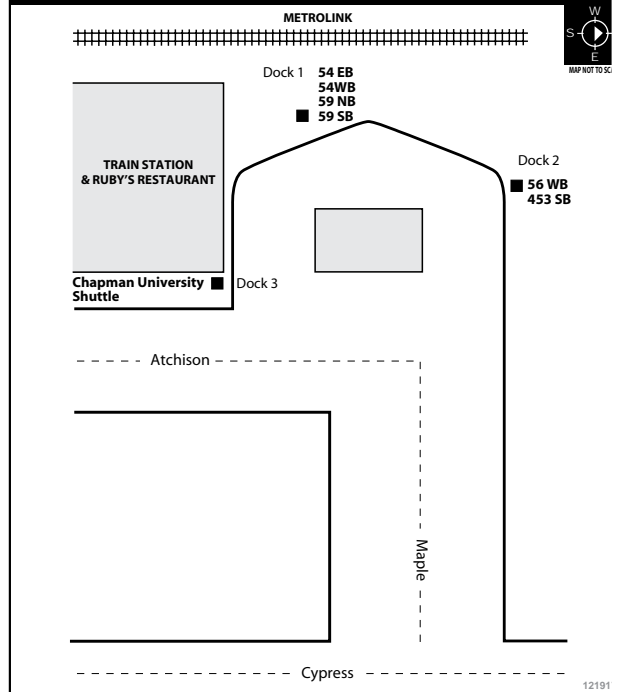 METROLINK
W
S
E
MAP NOT TO SC
Dock 1 54 EB
54WB
59 NB
59 SB
Dock 2
56 WB
453 SB
TRAIN STATION
& RUBY'S RESTAURANT
Chapman University
Shuttle
Dock 3
Atchison
Maple
Cypress
12191